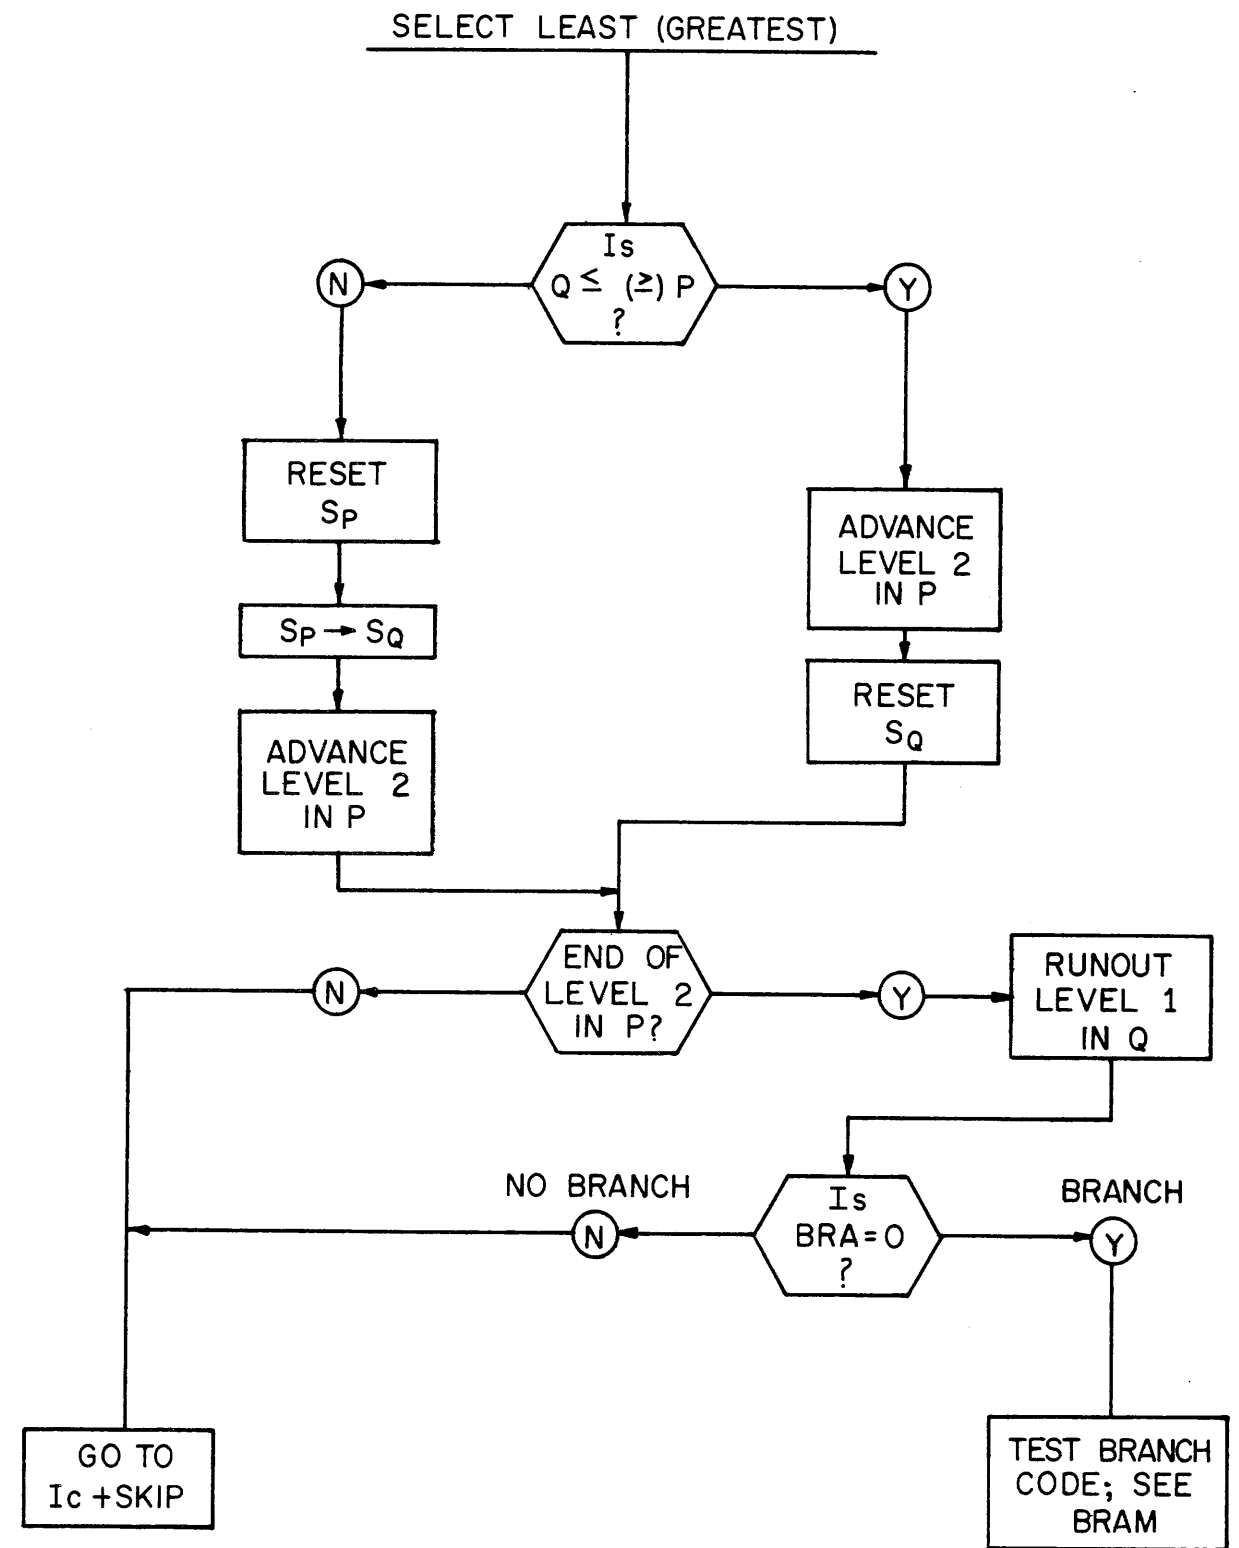 SELECT LEAST (GREATEST)
Is
Q ≤ (≥) P
?
N
Y
RESET
SP
ADVANCE
LEVEL 2
IN P
SP → SQ
RESET
SQ
ADVANCE
LEVEL 2
IN P
END OF
LEVEL 2
IN P?
N
Y
RUNOUT
LEVEL 1
IN Q
NO BRANCH
Is
BRA=0
?
BRANCH
N
Y
GO TO
Ic +SKIP
TEST BRANCH
CODE; SEE
BRAM